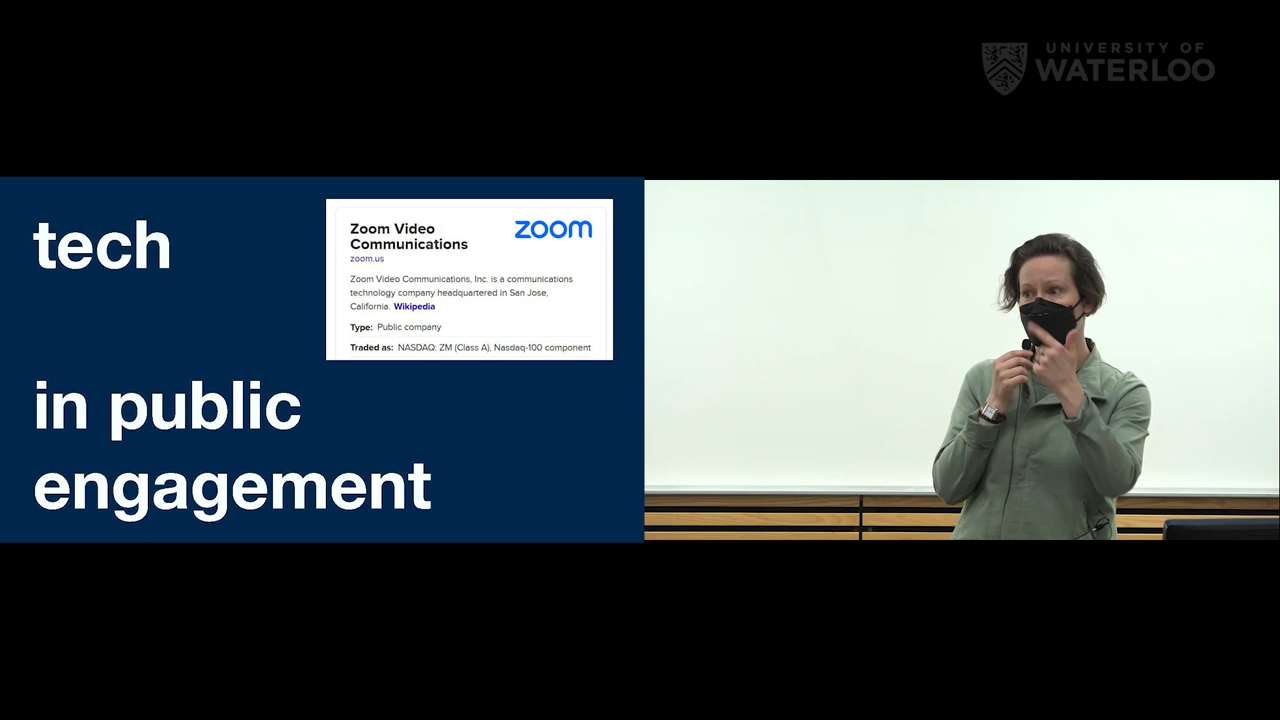 UNIVERSITY OF
WATERLOO
tech
in public
engagement
Zoom Video
Communications
zoom
zoom.us
Zoom Video Communications, Inc. is a communications
technology company headquartered in San Jose,
California. Wikipedia
Type: Public company
Traded as: NASDAQ: ZM (Class A), Nasdaq-100 component